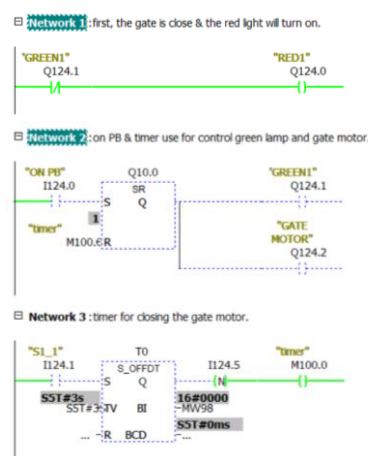 Network 1 : first, the gate is close & the red light will turn on.
"GREEN1" "RED1"
Q124.1 Q124.0
Network 2 : on PB & timer use for control green lamp and gate motor.
"ON PB" Q10.0 "GREEN1"
I124.0 SR Q124.1
S Q
1
"timer" "GATE
MOTOR"
M100.6 R
Q124.2
Network 3 : timer for closing the gate motor.
"S1_1" T0 "timer"
I124.1 S_OFFDT I124.5 M100.0
S Q N
S5T#3s 16#0000
S5T#3 TV BI MW98
S5T#0ms
... R BCD ...